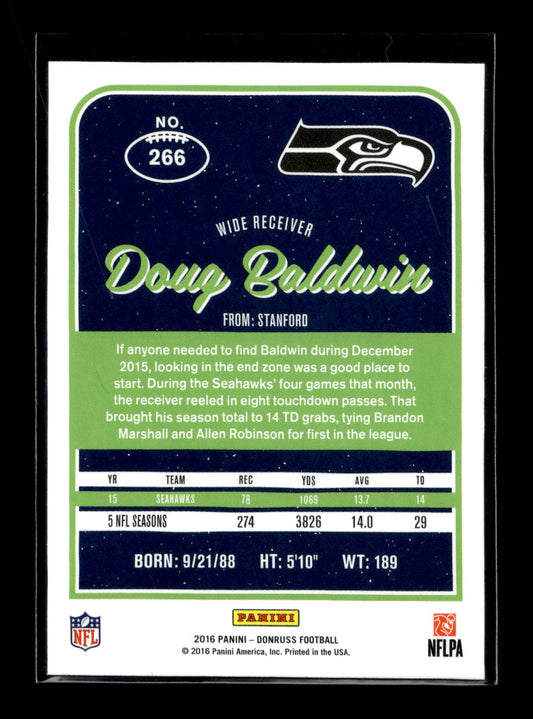 NO.
266
WIDE RECEIVER
Doug Baldwin
FROM: STANFORD
If anyone needed to find Baldwin during December
2015, looking in the end zone was a good place to
start. During the Seahawks' four games that month,
the receiver reeled in eight touchdown passes. That
brought his season total to 14 TD grabs, tying Brandon
Marshall and Allen Robinson for first in the league.
YR TEAM REC YDS AVG TD
15 SEAHAWKS 78 1069 13.7 14
5 NFL SEASONS 274 3826 14.0 29
BORN: 9/21/88 HT: 5'10" WT: 189
NFL
PANINI
2016 PANINI – DONRUSS FOOTBALL
© 2016 Panini America, Inc. Printed in the USA.
NFLPA